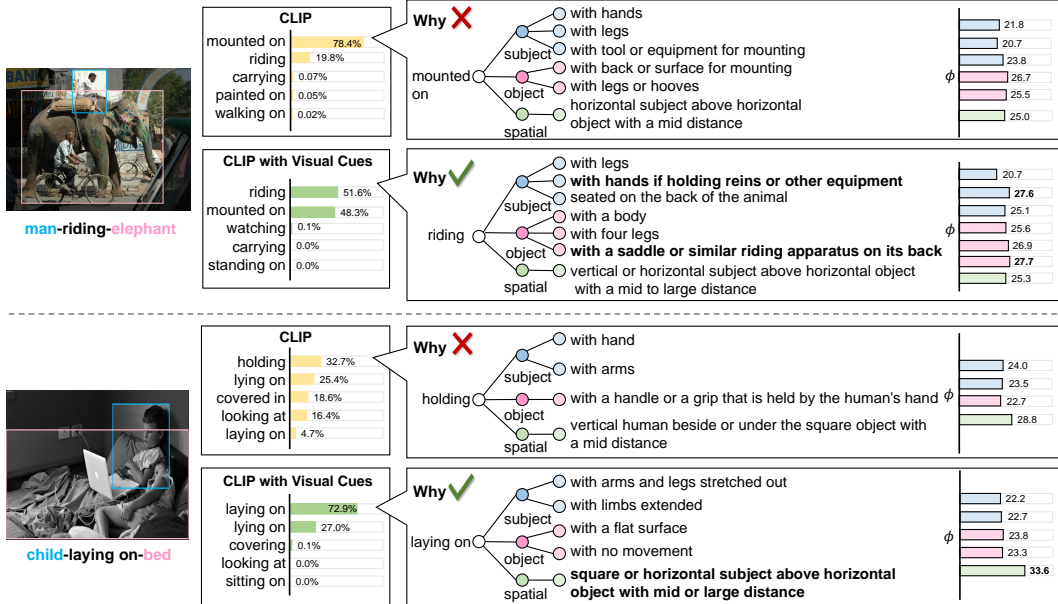 CLIP
mounted on 78.4%
riding 19.8%
carrying 0.07%
painted on 0.05%
walking on 0.02%
Why
mounted on
subject
with hands
with legs
with tool or equipment for mounting
object
with back or surface for mounting
with legs or hooves
spatial
horizontal subject above horizontal
object with a mid distance
ϕ
21.8
20.7
23.8
26.7
25.5
25.0
BANK
man-riding-elephant
CLIP with Visual Cues
riding 51.6%
mounted on 48.3%
watching 0.1%
carrying 0.0%
standing on 0.0%
Why
riding
subject
with legs
with hands if holding reins or other equipment
seated on the back of the animal
object
with a body
with four legs
with a saddle or similar riding apparatus on its back
spatial
vertical or horizontal subject above horizontal object
with a mid to large distance
ϕ
20.7
27.6
25.1
25.6
26.9
27.7
25.3
CLIP
holding 32.7%
lying on 25.4%
covered in 18.6%
looking at 16.4%
laying on 4.7%
Why
holding
subject
with hand
with arms
object
with a handle or a grip that is held by the human's hand
spatial
vertical human beside or under the square object with
a mid distance
ϕ
24.0
23.5
22.7
28.8
child-laying on-bed
CLIP with Visual Cues
laying on 72.9%
lying on 27.0%
covering 0.1%
looking at 0.0%
sitting on 0.0%
Why
laying on
subject
with arms and legs stretched out
with limbs extended
object
with a flat surface
with no movement
spatial
square or horizontal subject above horizontal
object with mid or large distance
ϕ
22.2
22.7
23.8
23.3
33.6